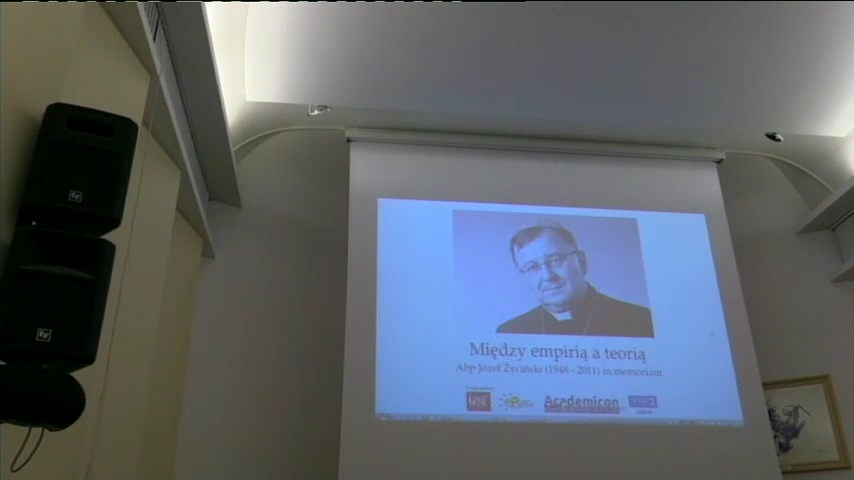 Między empirią a teorią
Abp Józef Życiński (1948 - 2011) in memoriam
Academicon